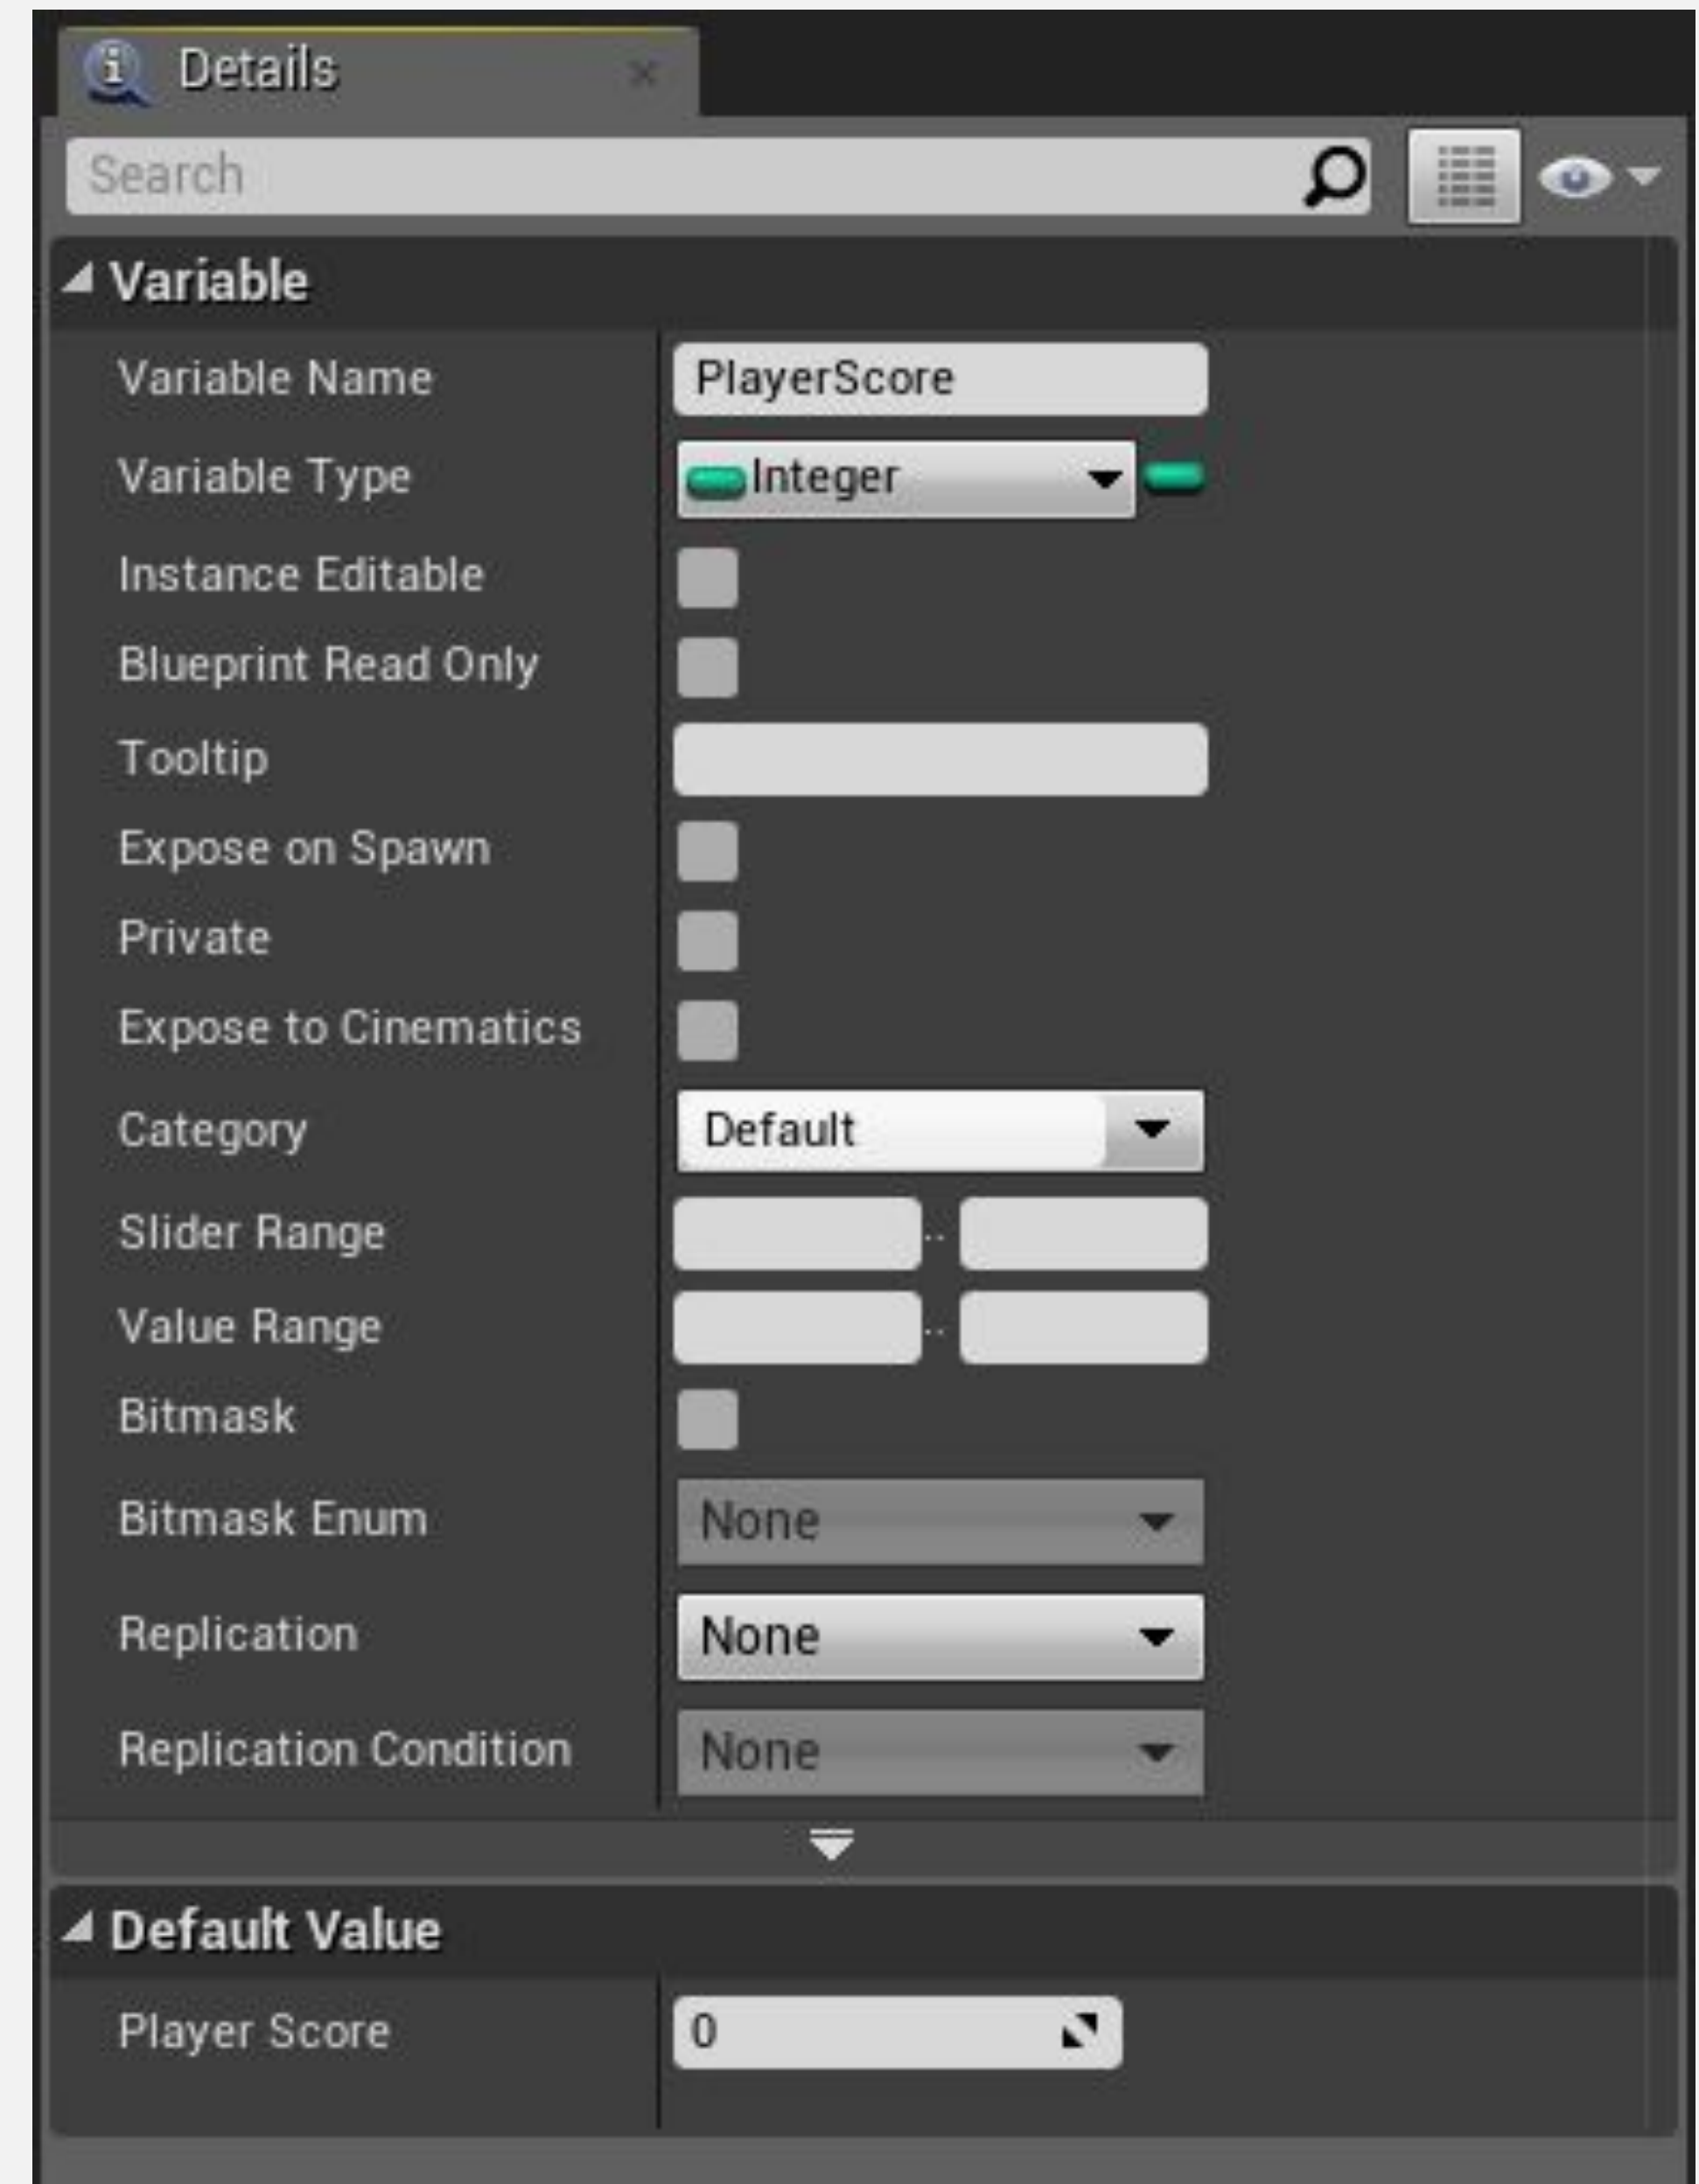 Details
Search
Variable
Variable Name PlayerScore
Variable Type Integer
Instance Editable
Blueprint Read Only
Tooltip
Expose on Spawn
Private
Expose to Cinematics
Category Default
Slider Range ..
Value Range ..
Bitmask
Bitmask Enum None
Replication None
Replication Condition None
Default Value
Player Score 0